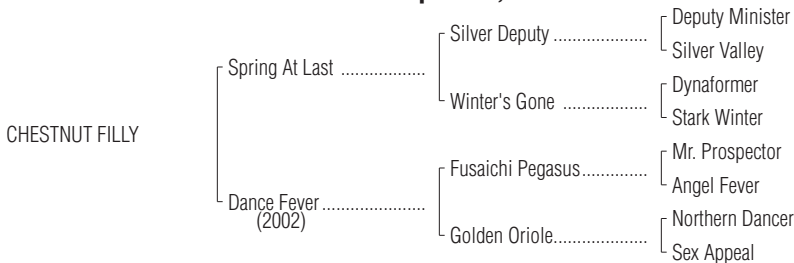 Deputy Minister
Silver Deputy ....................
Silver Valley
Spring At Last ..................
Dynaformer
Winter's Gone ..................
Stark Winter
CHESTNUT FILLY
Mr. Prospector
Fusaichi Pegasus..............
Angel Fever
Dance Fever ......................
(2002)
Northern Dancer
Golden Oriole....................
Sex Appeal